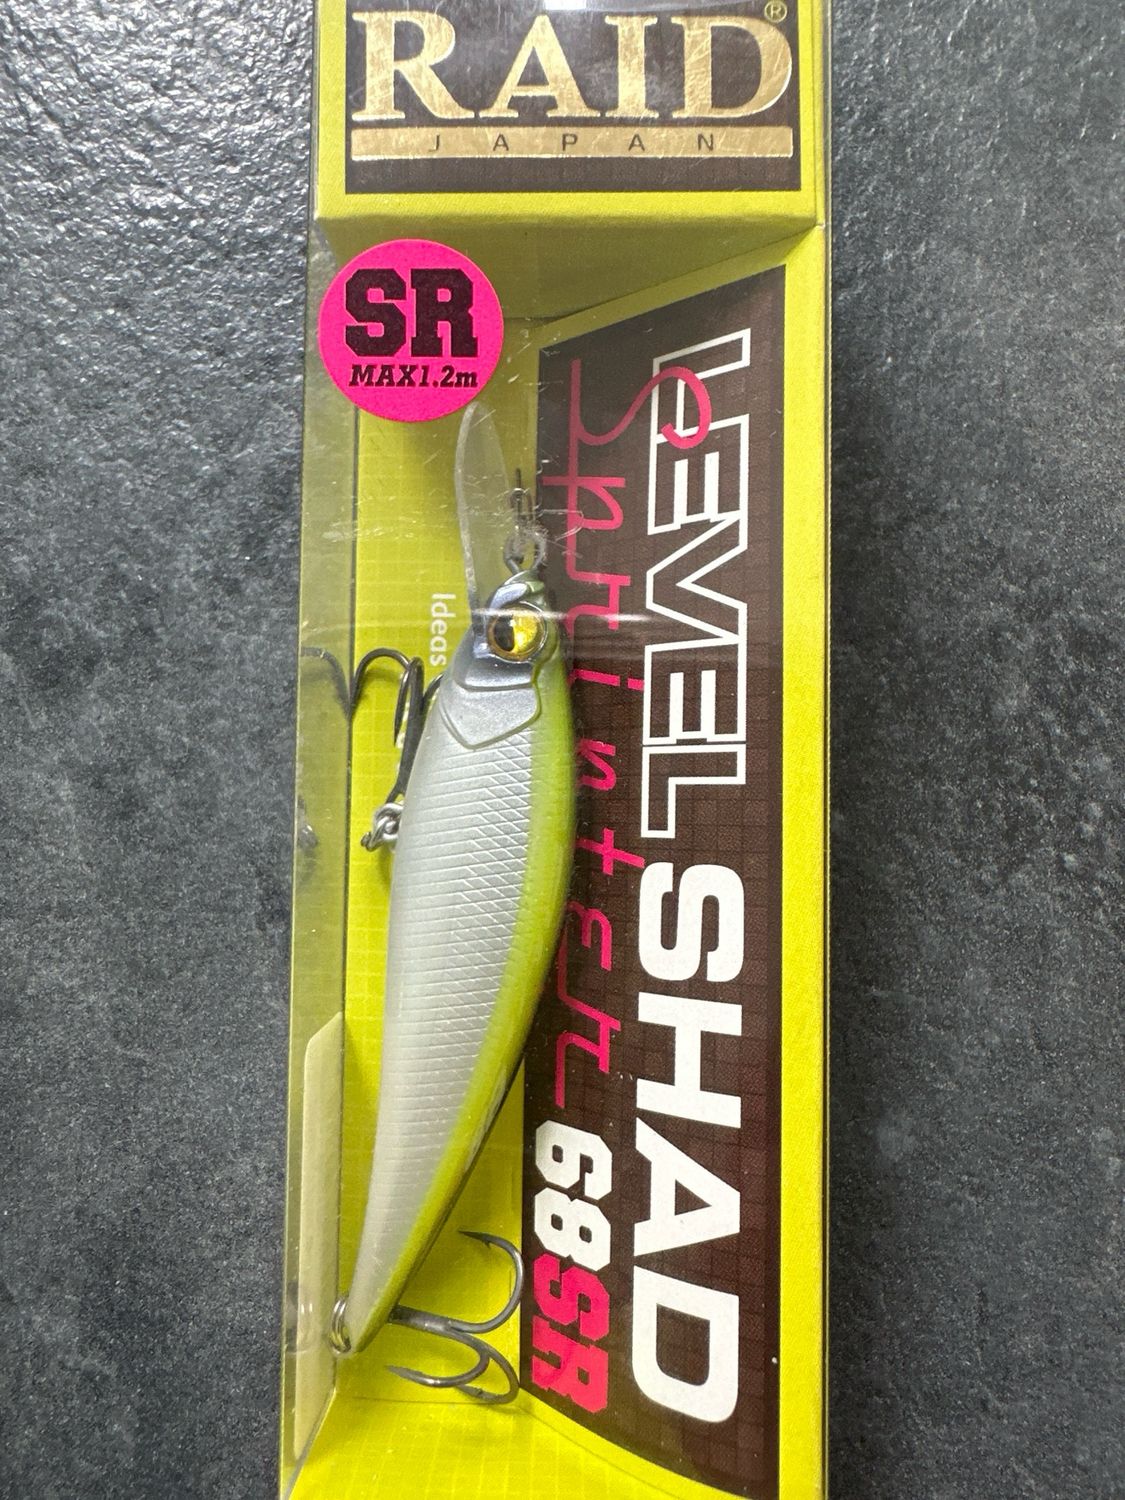 RAID®
JAPAN
SR
MAX1.2m
LEVEL SHAD
Sprinter 68SR
Ideas